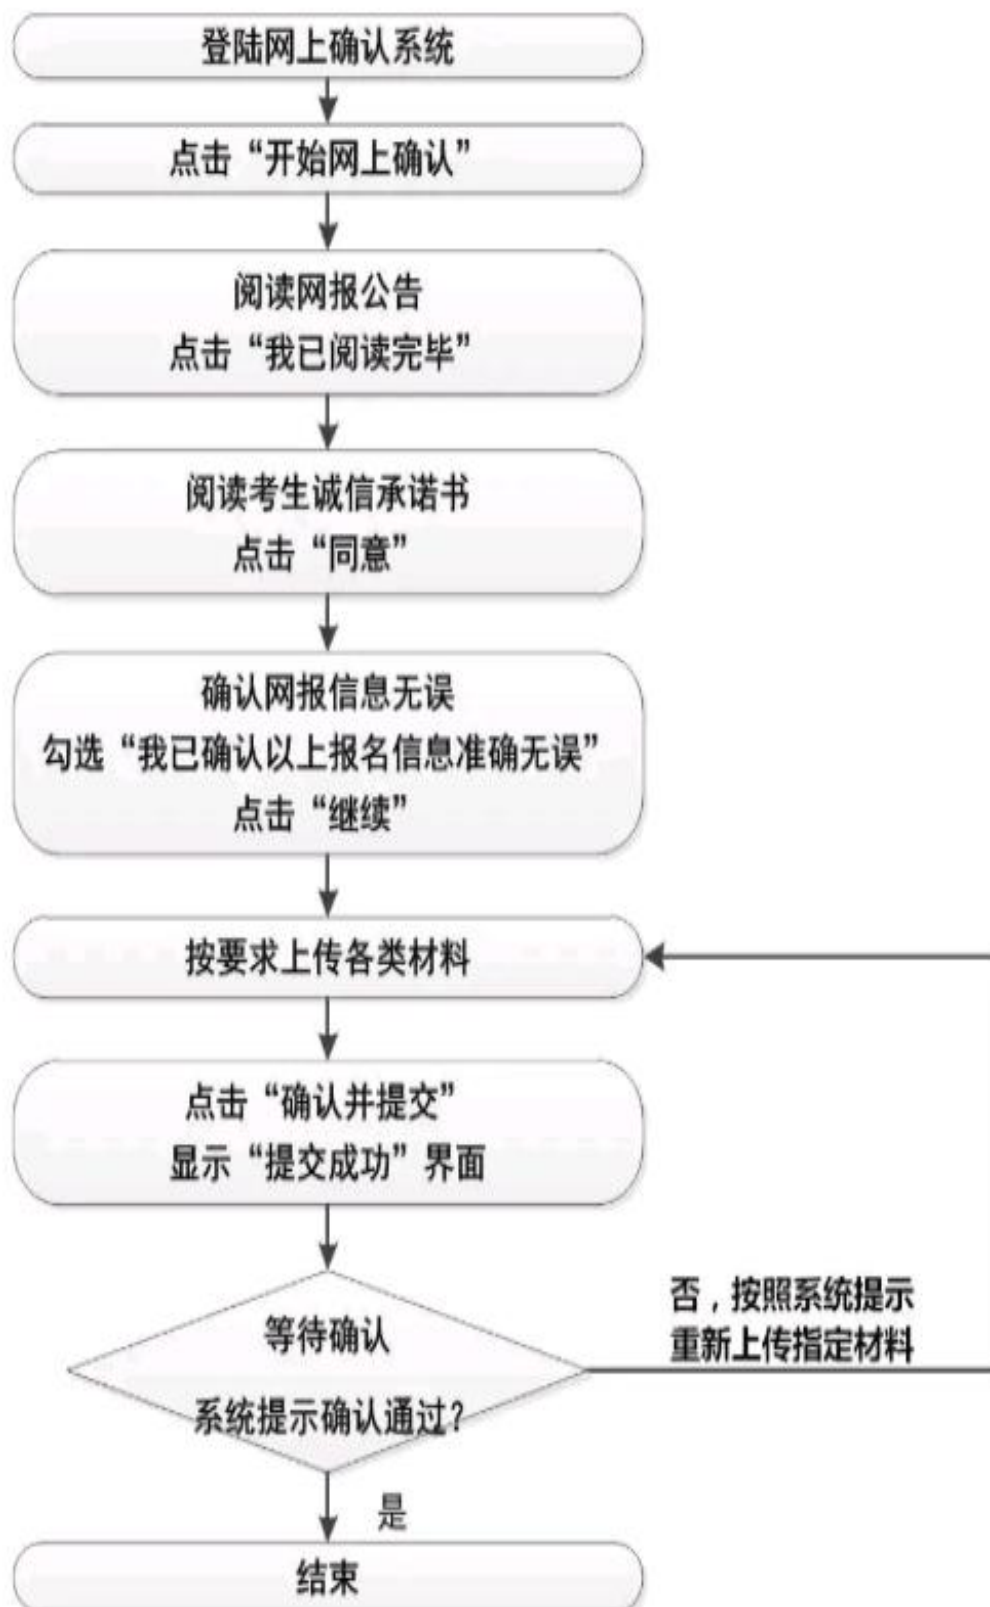 登陆网上确认系统
点击“开始网上确认”
阅读网报公告
点击“我已阅读完毕”
阅读考生诚信承诺书
点击“同意”
确认网报信息无误
勾选“我已确认以上报名信息准确无误”
点击“继续”
按要求上传各类材料
点击“确认并提交”
显示“提交成功”界面
等待确认
系统提示确认通过？
否，按照系统提示
重新上传指定材料
是
结束